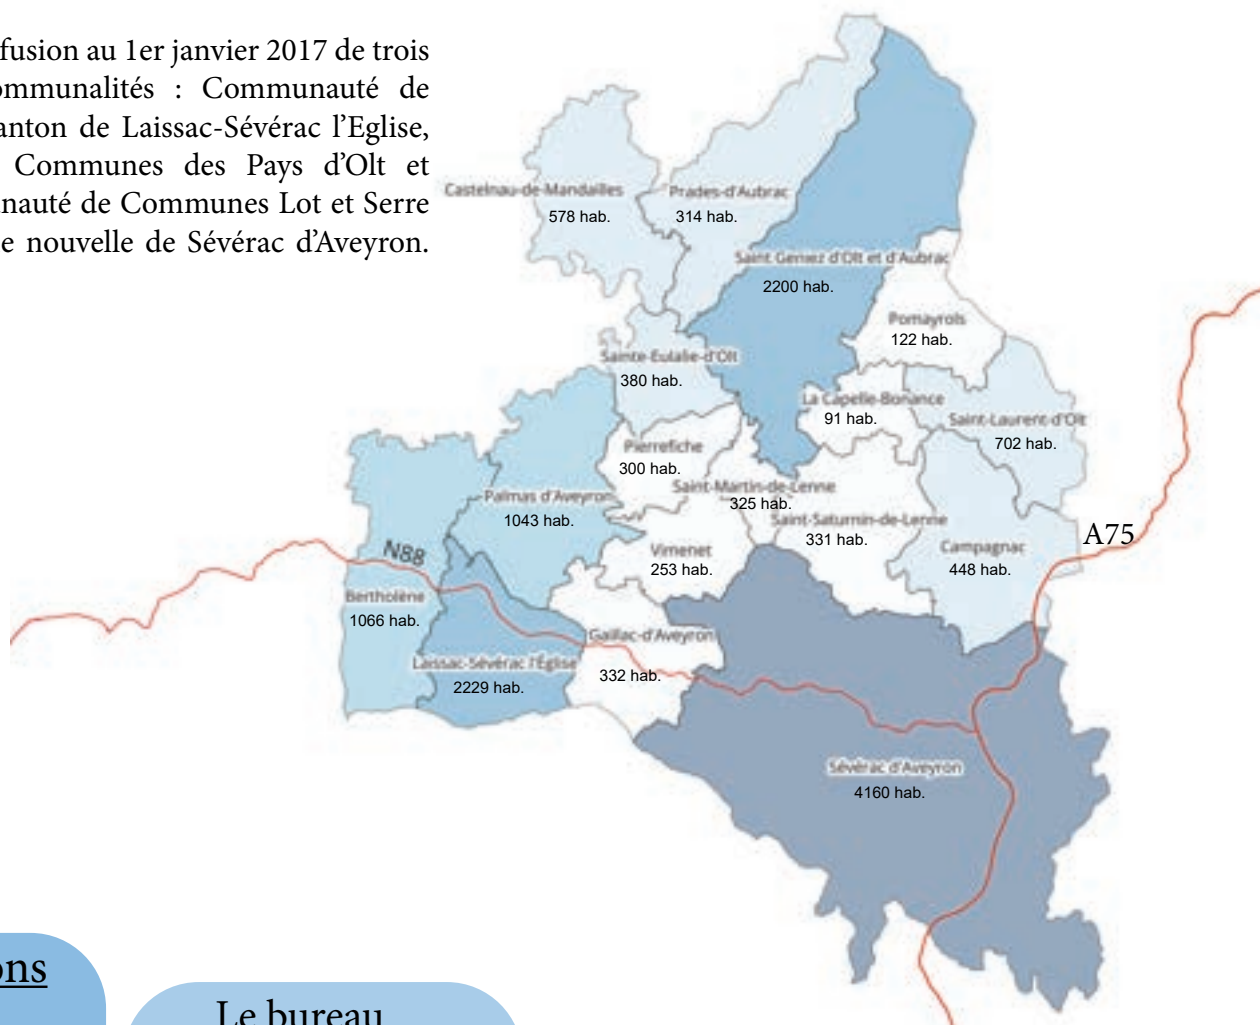 fusion au 1er janvier 2017 de trois
ommunalités : Communauté de
anton de Laissac-Sévérac l'Eglise,
Communes des Pays d'Olt et
nauté de Communes Lot et Serre
e nouvelle de Sévérac d'Aveyron.
Castelnau-de-Mandailles
578 hab.
Prades-d'Aubrac
314 hab.
Saint Geniez d'Olt et d'Aubrac
2200 hab.
Pomayrols
122 hab.
Sainte-Eulalie-d'Olt
380 hab.
La Capelle-Bonance
91 hab.
Saint-Laurent-d'Olt
702 hab.
Pierrefiche
300 hab.
Saint-Martin-de-Lenne
325 hab.
Palmas d'Aveyron
1043 hab.
Saint-Saturnin-de-Lenne
331 hab.
A75
Vimenet
253 hab.
Campagnac
448 hab.
N88
Bertholène
1066 hab.
Gaillac-d'Aveyron
332 hab.
Laissac-Sévérac l'Église
2229 hab.
Sévérac d'Aveyron
4160 hab.
ons
Le bureau